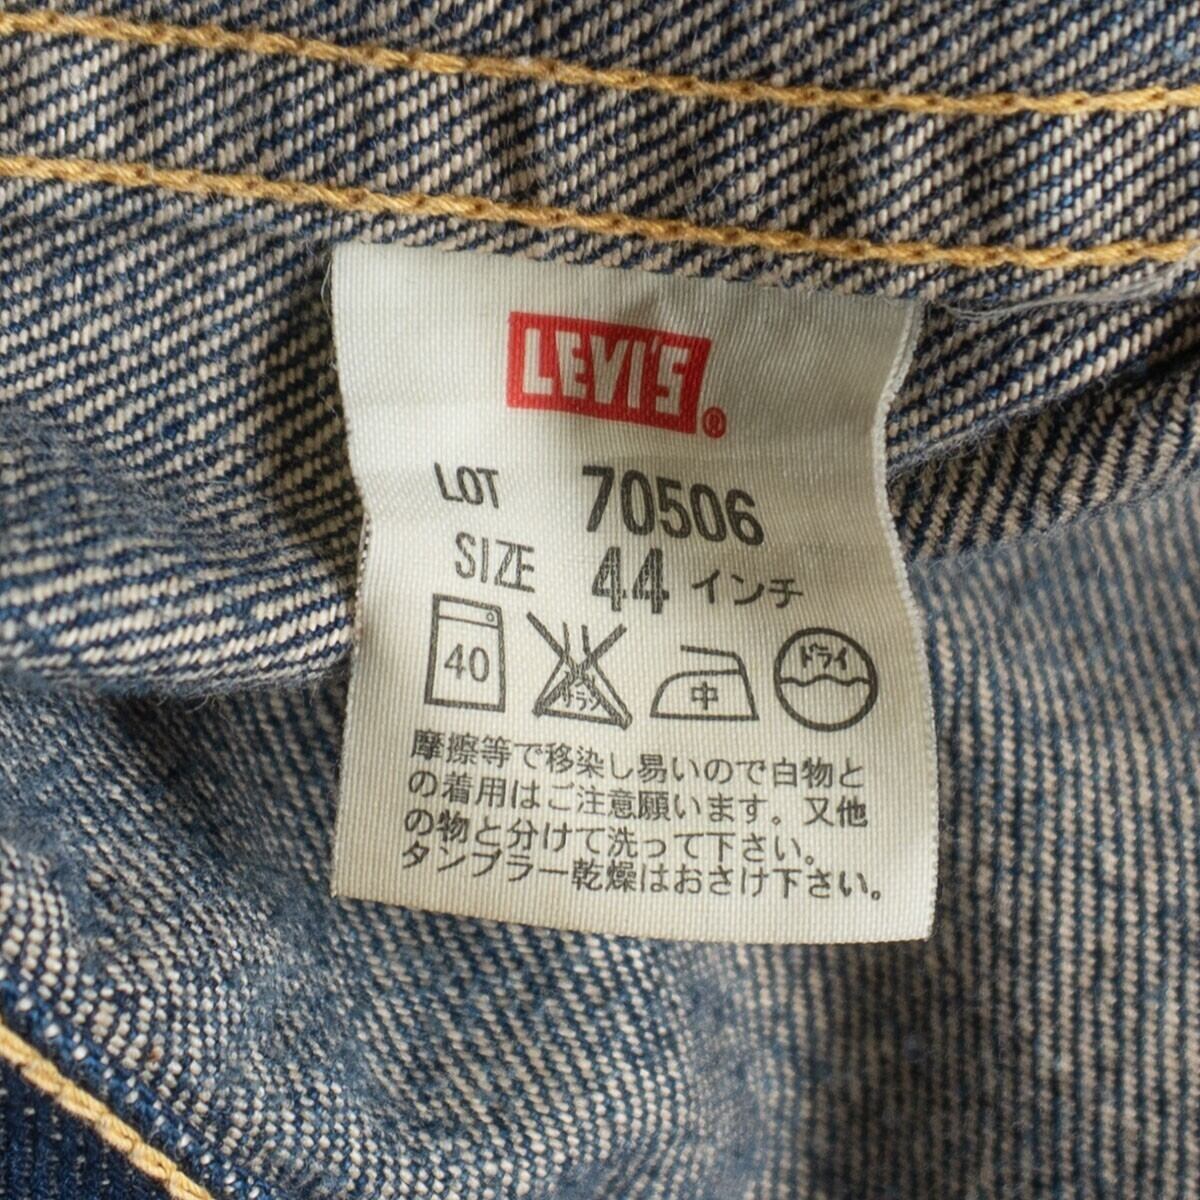 LEVI'S®
LOT 70506
SIZE 44 インチ
40 中 ドライ
摩擦等で移染し易いので白物と
の着用はご注意願います。又他
の物と分けて洗って下さい。
タンブラー乾燥はおさけ下さい。